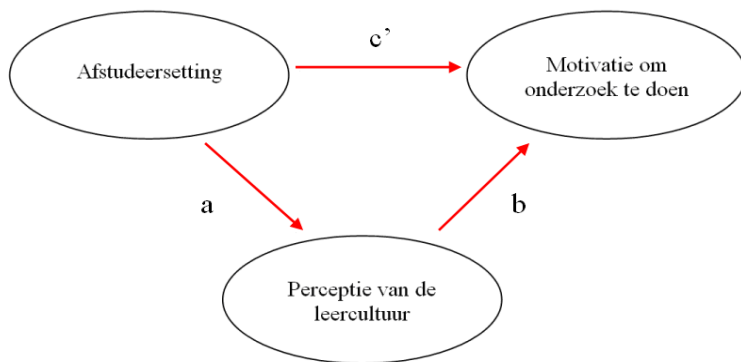 c’
Afstudeersetting
Motivatie om
onderzoek te doen
a
b
Perceptie van de
leercultuur